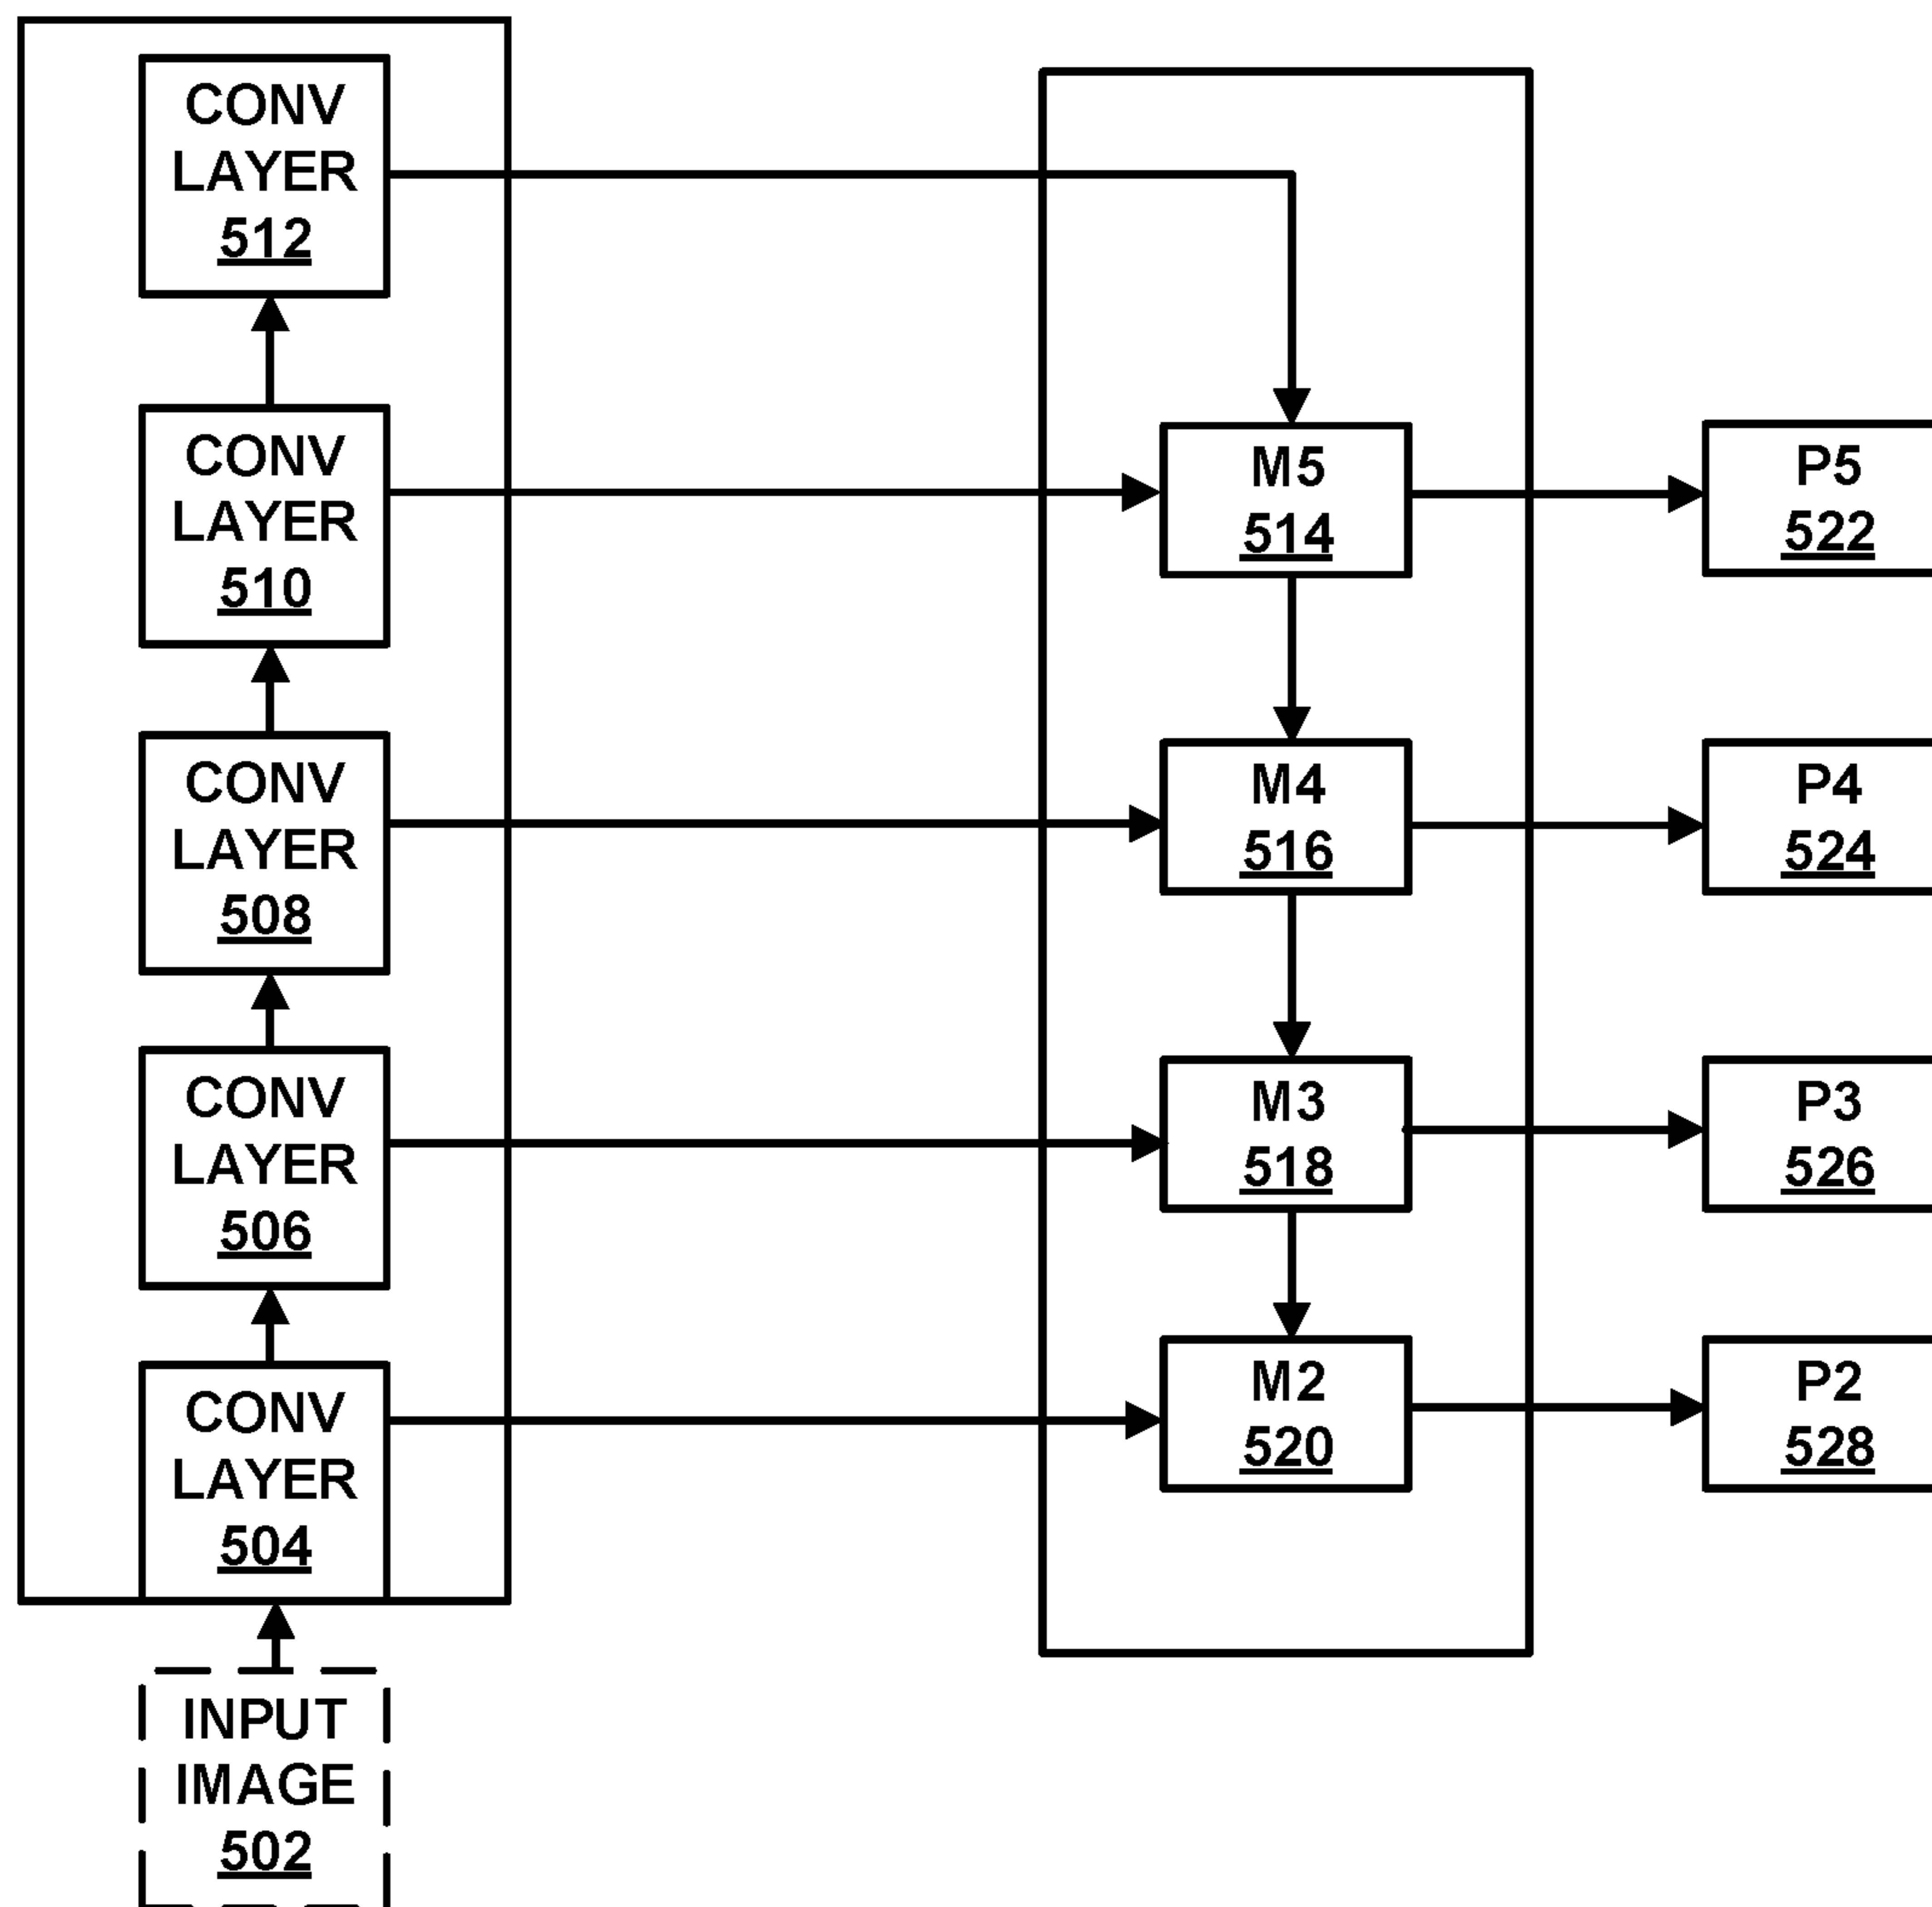 CONV
LAYER
512
CONV
LAYER
510
M5
514
P5
522
CONV
LAYER
508
M4
516
P4
524
CONV
LAYER
506
M3
518
P3
526
CONV
LAYER
504
M2
520
P2
528
INPUT
IMAGE
502